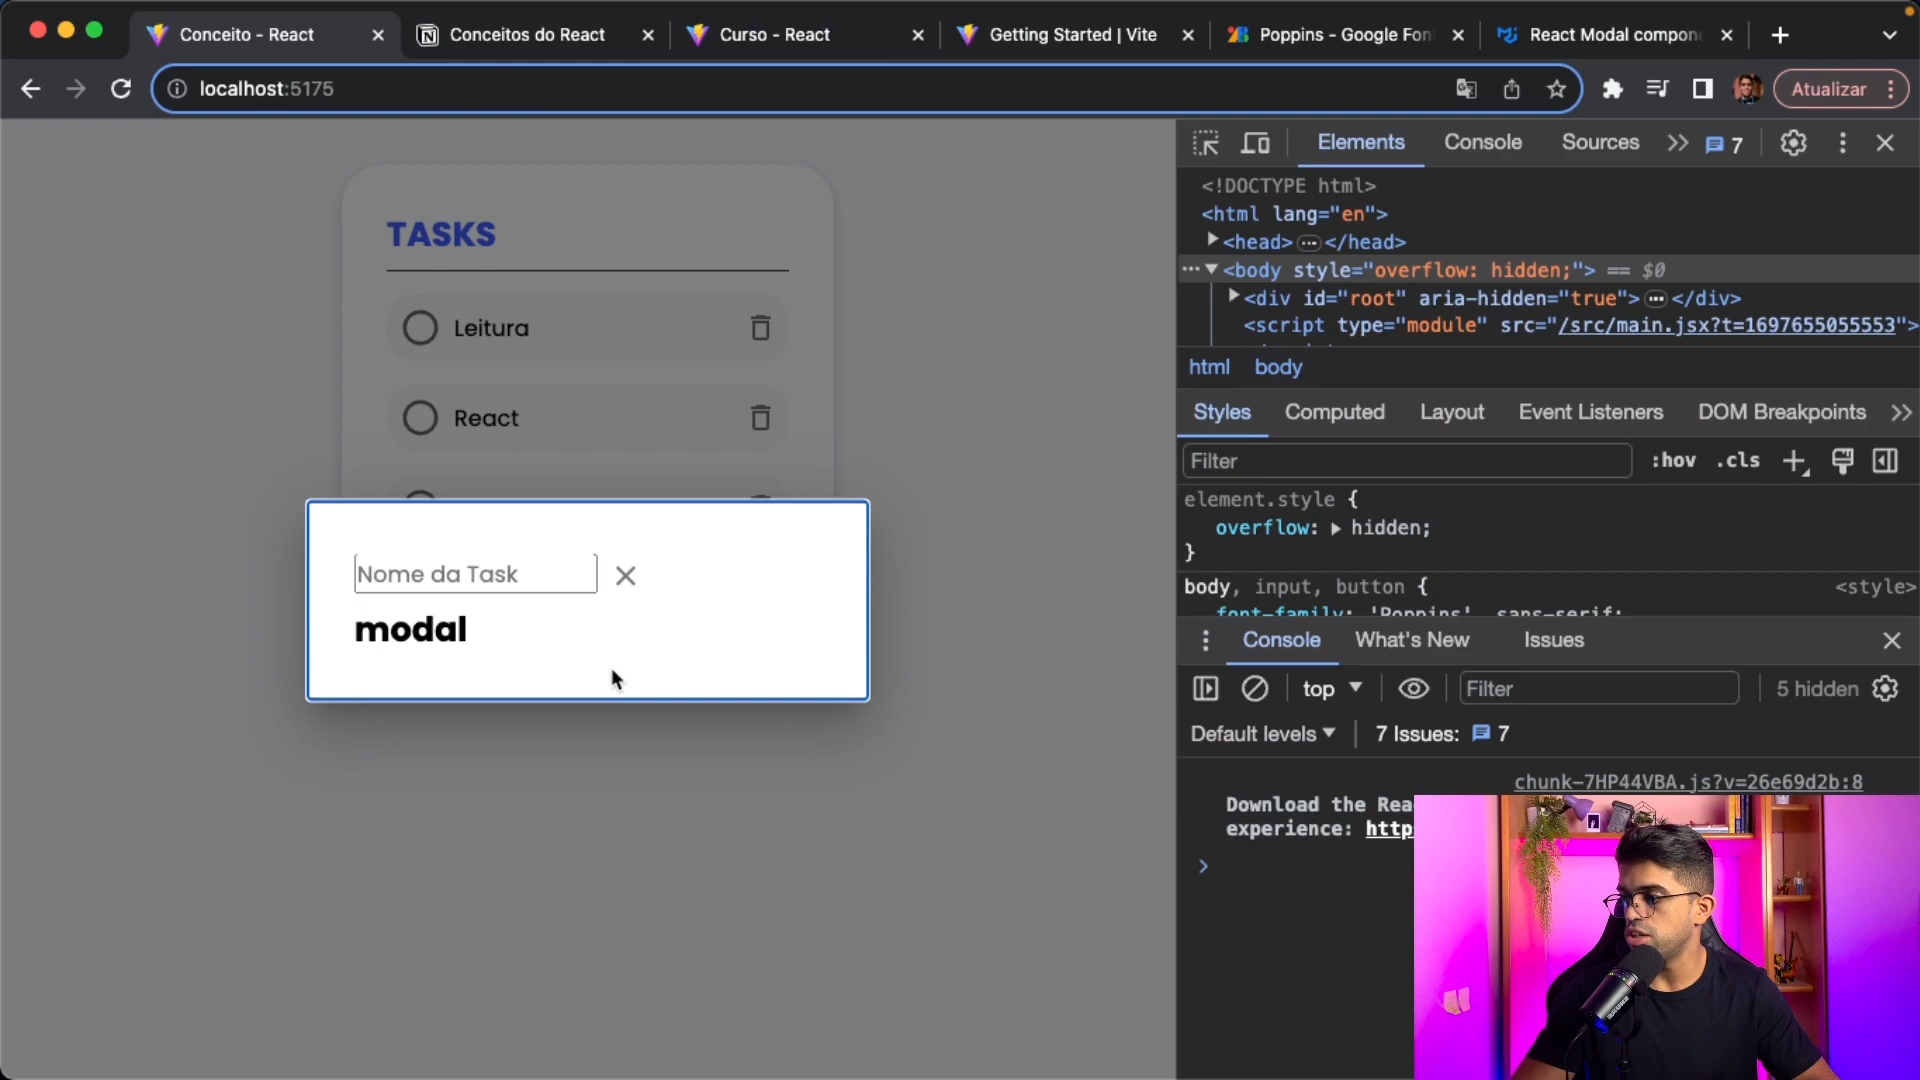 Conceito - React
Conceitos do React
Curso - React
Getting Started | Vite
Poppins - Google Fon
React Modal compon
localhost:5175
Atualizar
TASKS
Leitura
React
Nome da Task
modal
Elements Console Sources 7
<!DOCTYPE html>
<html lang="en">
<head> … </head>
<body style="overflow: hidden;"> == $0
<div id="root" aria-hidden="true"> … </div>
<script type="module" src="/src/main.jsx?t=1697655055553">
html body
Styles Computed Layout Event Listeners DOM Breakpoints
Filter :hov .cls
element.style {
overflow: hidden;
}
body, input, button { <style>
font-family: 'Poppins', sans-serif;
Console What's New Issues
top Filter 5 hidden
Default levels 7 Issues: 7
chunk-7HP44VBA.js?v=26e69d2b:8
Download the Rea
experience: http